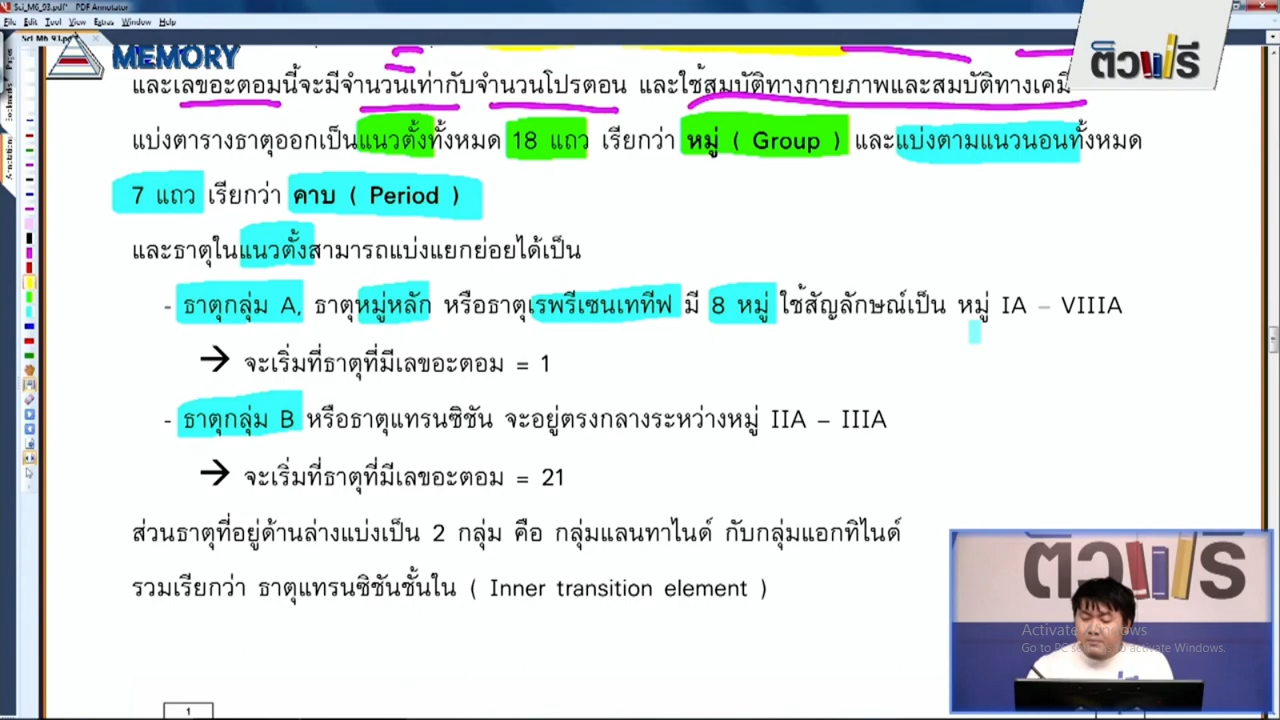 Sci_M6_93.pdf* - PDF Annotator
File Edit Tool View Extras Window Help
Sci_M6_93.pdf*
MEMORY
ติวฟรี
และเลขอะตอมนี้จะมีจำนวนเท่ากับจำนวนโปรตอน และใช้สมบัติทางกายภาพและสมบัติทางเคมี
แบ่งตารางธาตุออกเป็นแนวตั้งทั้งหมด 18 แถว เรียกว่า หมู่ ( Group ) และแบ่งตามแนวนอนทั้งหมด
7 แถว เรียกว่า คาบ ( Period )
และธาตุในแนวตั้งสามารถแบ่งแยกย่อยได้เป็น
- ธาตุกลุ่ม A, ธาตุหมู่หลัก หรือธาตุเรพรีเซนเททีฟ มี 8 หมู่ ใช้สัญลักษณ์เป็น หมู่ IA – VIIIA
→ จะเริ่มที่ธาตุที่มีเลขอะตอม = 1
- ธาตุกลุ่ม B หรือธาตุแทรนซิชัน จะอยู่ตรงกลางระหว่างหมู่ IIA – IIIA
→ จะเริ่มที่ธาตุที่มีเลขอะตอม = 21
ส่วนธาตุที่อยู่ด้านล่างแบ่งเป็น 2 กลุ่ม คือ กลุ่มแลนทาไนด์ กับกลุ่มแอกทิไนด์
รวมเรียกว่า ธาตุแทรนซิชันชั้นใน ( Inner transition element )
ติวฟรี
Activate Windows
Go to PC settings to activate Windows.
1